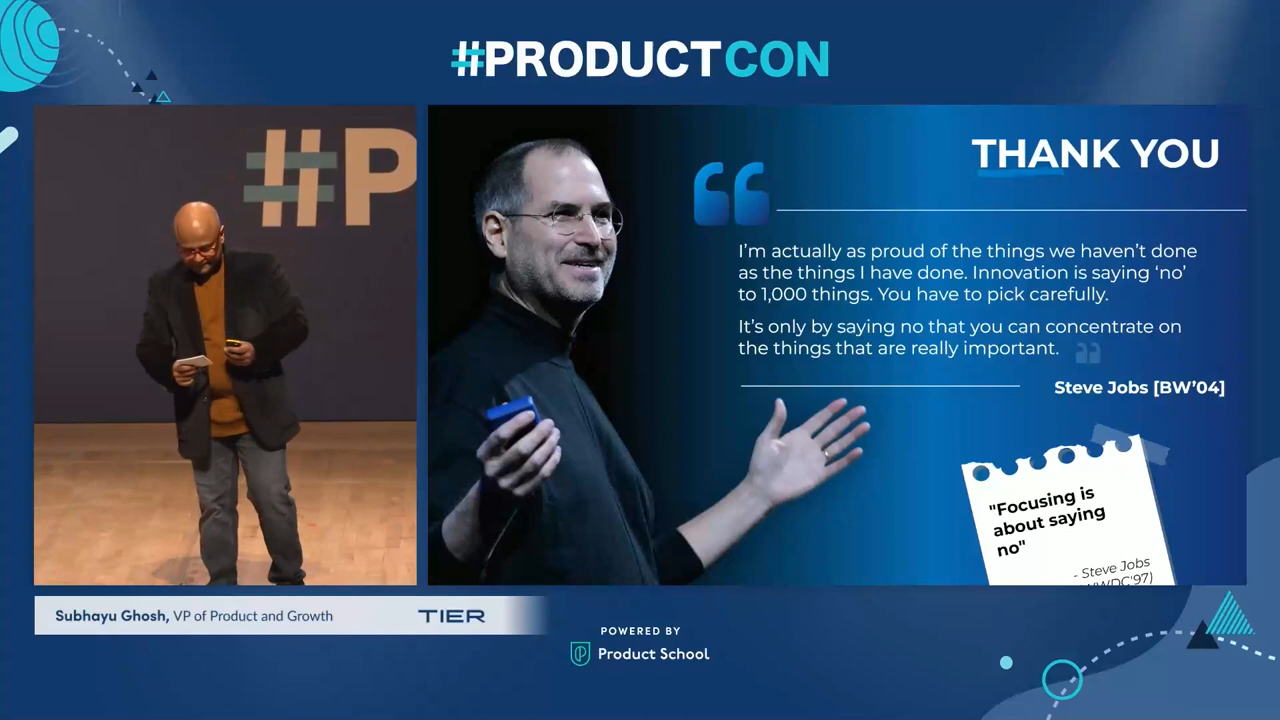 #PRODUCTCON
#P
THANK YOU
I'm actually as proud of the things we haven't done
as the things I have done. Innovation is saying ‘no’
to 1,000 things. You have to pick carefully.
It's only by saying no that you can concentrate on
the things that are really important.
Steve Jobs [BW’04]
"Focusing is
about saying
no"
- Steve Jobs
(WWDC'97)
Subhayu Ghosh, VP of Product and Growth
TIER
POWERED BY
Product School